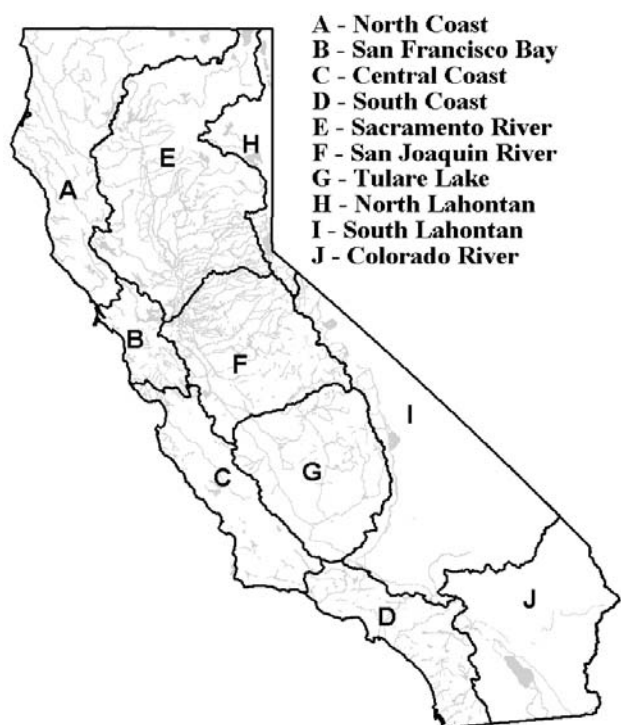 A - North Coast
B - San Francisco Bay
C - Central Coast
D - South Coast
E - Sacramento River
F - San Joaquin River
G - Tulare Lake
H - North Lahontan
I - South Lahontan
J - Colorado River
H
E
A
B
F
I
G
C
J
D